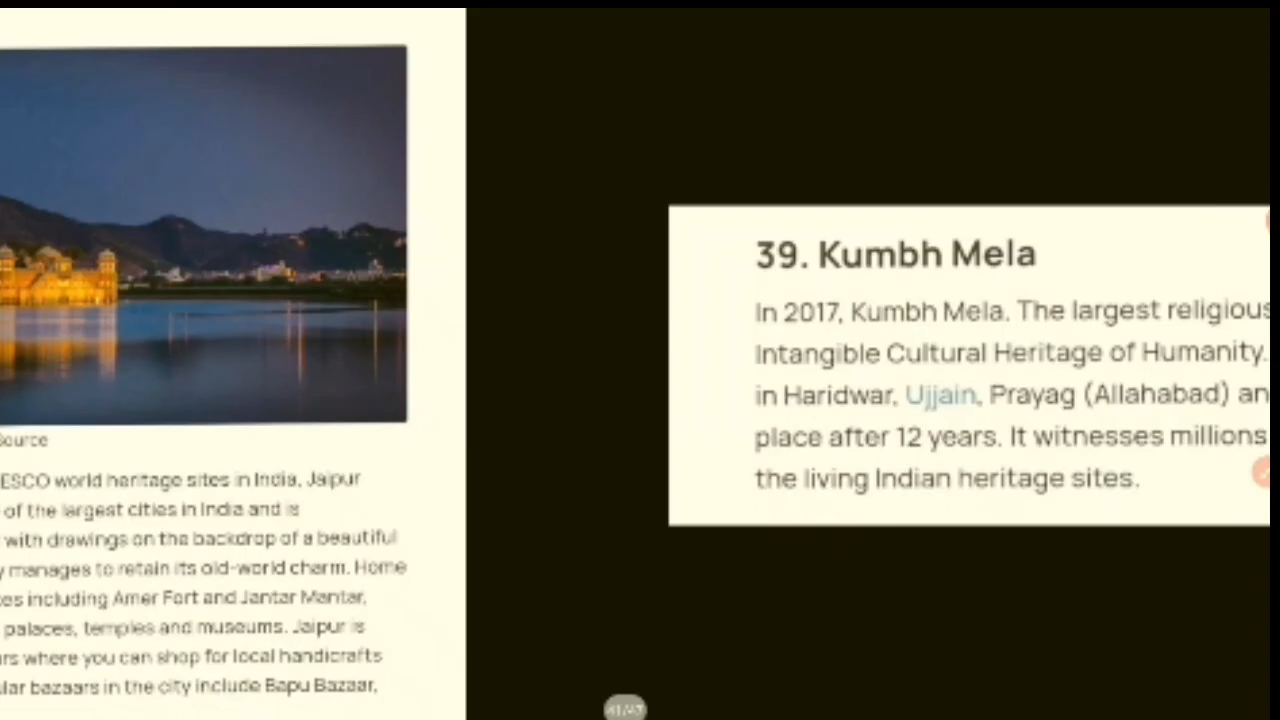 Source
ESCO world heritage sites in India, Jaipur
of the largest cities in India and is
with drawings on the backdrop of a beautiful
y manages to retain its old-world charm. Home
tes including Amer Fort and Jantar Mantar,
palaces, temples and museums. Jaipur is
rs where you can shop for local handicrafts
lar bazaars in the city include Bapu Bazaar,
39. Kumbh Mela
In 2017, Kumbh Mela. The largest religious
Intangible Cultural Heritage of Humanity.
in Haridwar, Ujjain, Prayag (Allahabad) an
place after 12 years. It witnesses millions
the living Indian heritage sites.
41/47